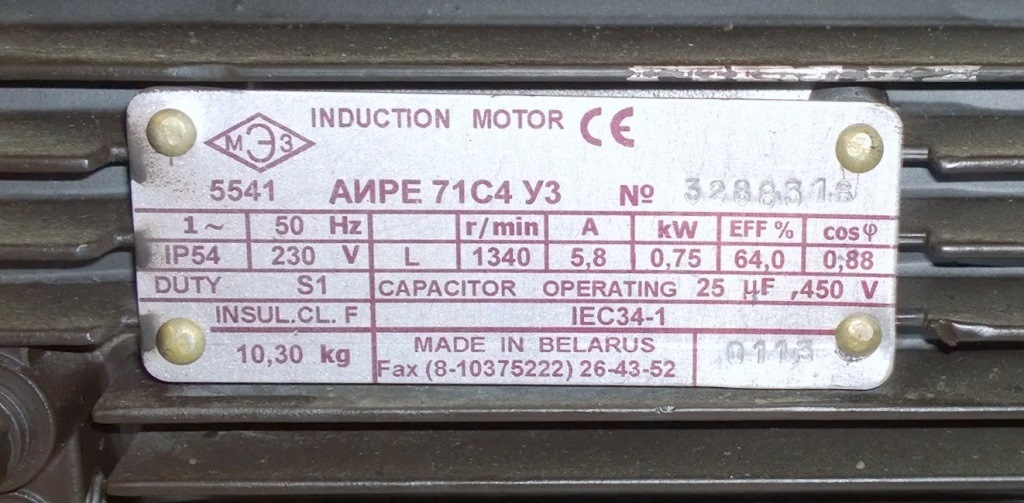 МЭЗ INDUCTION MOTOR CE
5541 АИРЕ 71С4 У3 №
1~ 50 Hz r/min A kW EFF % cosφ
IP54 230 V L 1340 5,8 0,75 64,0 0,88
DUTY S1 CAPACITOR OPERATING 25 µF ,450 V
INSUL.CL. F IEC34-1
10,30 kg MADE IN BELARUS 0113
Fax (8-10375222) 26-43-52